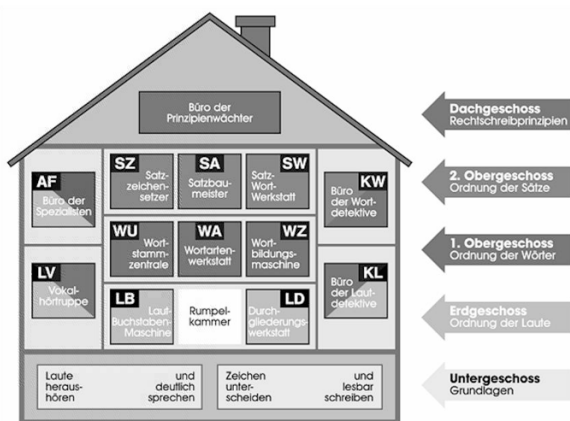 Büro der
Prinzipienwächter
Dachgeschoss
Rechtschreibprinzipien
AF
Büro der
Spezialisten
SZ
Satz-
zeichen-
setzer
SA
Satzbau-
meister
SW
Satz-
Wort-
Werkstatt
KW
Büro
der Wort-
detektive
2. Obergeschoss
Ordnung der Sätze
WU
Wort-
stamm-
zentrale
WA
Wortarten-
werkstatt
WZ
Wort-
bildungs-
maschine
1. Obergeschoss
Ordnung der Wörter
LV
Vokal-
hörtruppe
LB
Laut-
Buchstaben-
Maschine
Rumpel-
kammer
LD
Durch-
gliederungs-
werkstatt
KL
Büro
der Laut-
detektive
Erdgeschoss
Ordnung der Laute
Laute und
heraus- deutlich
hören sprechen
Zeichen und
unter- lesbar
scheiden schreiben
Untergeschoss
Grundlagen